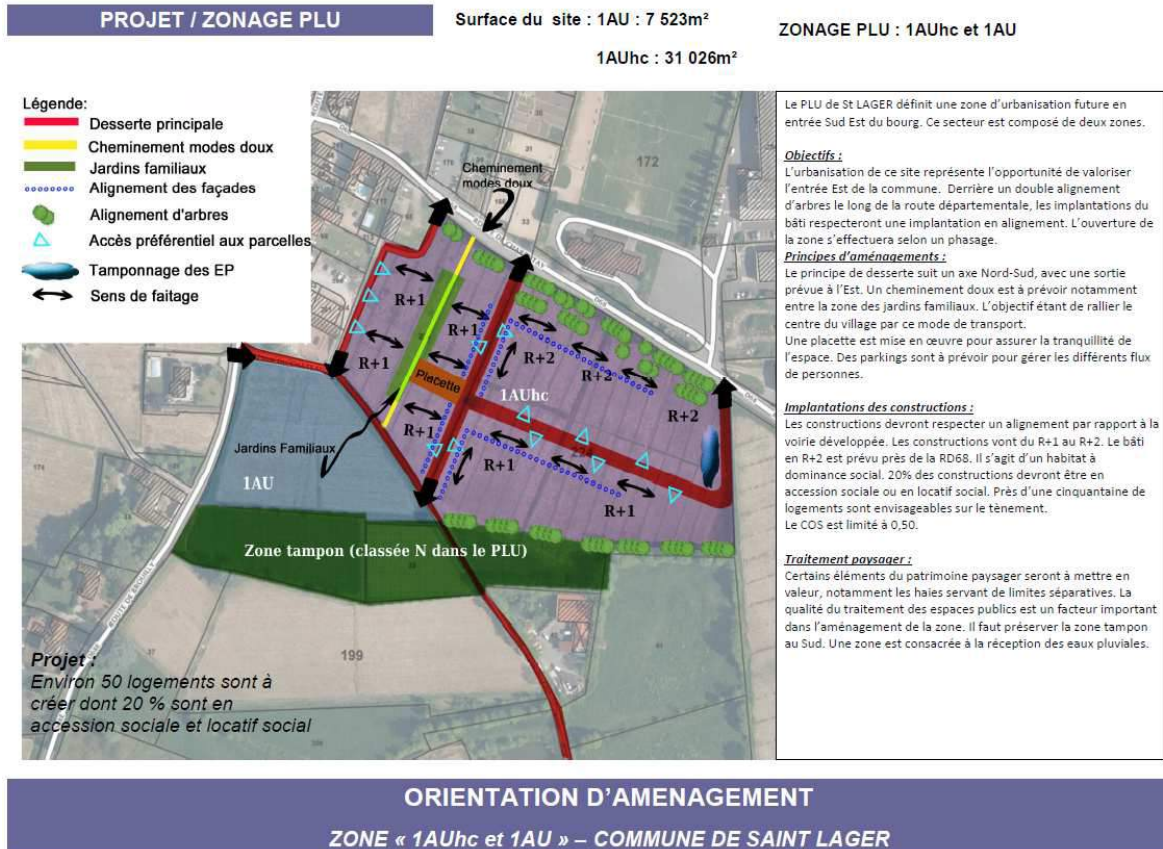 PROJET / ZONAGE PLU
Surface du site : 1AU : 7 523m²
1AUhc : 31 026m²
ZONAGE PLU : 1AUhc et 1AU
Légende:
Desserte principale
Cheminement modes doux
Jardins familiaux
Alignement des façades
Alignement d'arbres
Accès préférentiel aux parcelles
Tamponnage des EP
Sens de faitage
Cheminement
modes doux
172
R+1
R+1
R+1
R+2
R+2
R+2
Placette
1AUhc
R+1
R+1
R+1
Jardins Familiaux
1AU
Zone tampon (classée N dans le PLU)
ROUTE DE BROUILLY
199
Projet :
Environ 50 logements sont à
créer dont 20 % sont en
accession sociale et locatif social
Le PLU de St LAGER définit une zone d'urbanisation future en
entrée Sud Est du bourg. Ce secteur est composé de deux zones.
Objectifs :
L'urbanisation de ce site représente l'opportunité de valoriser
l'entrée Est de la commune. Derrière un double alignement
d'arbres le long de la route départementale, les implantations du
bâti respecteront une implantation en alignement. L'ouverture de
la zone s'effectuera selon un phasage.
Principes d'aménagements :
Le principe de desserte suit un axe Nord-Sud, avec une sortie
prévue à l'Est. Un cheminement doux est à prévoir notamment
entre la zone des jardins familiaux. L'objectif étant de rallier le
centre du village par ce mode de transport.
Une placette est mise en œuvre pour assurer la tranquillité de
l'espace. Des parkings sont à prévoir pour gérer les différents flux
de personnes.
Implantations des constructions :
Les constructions devront respecter un alignement par rapport à la
voirie développée. Les constructions vont du R+1 au R+2. Le bâti
en R+2 est prévu près de la RD68. Il s'agit d'un habitat à
dominance social. 20% des constructions devront être en
accession sociale ou en locatif social. Près d'une cinquantaine de
logements sont envisageables sur le tènement.
Le COS est limité à 0,50.
Traitement paysager :
Certains éléments du patrimoine paysager seront à mettre en
valeur, notamment les haies servant de limites séparatives. La
qualité du traitement des espaces publics est un facteur important
dans l'aménagement de la zone. Il faut préserver la zone tampon
au Sud. Une zone est consacrée à la réception des eaux pluviales.
ORIENTATION D'AMENAGEMENT
ZONE « 1AUhc et 1AU » – COMMUNE DE SAINT LAGER